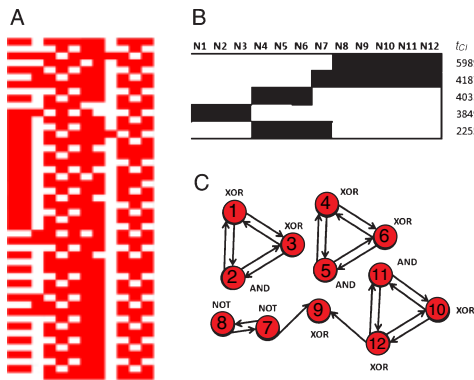 A
B
N1 N2 N3 N4 N5 N6 N7 N8 N9 N10 N11 N12 tci
598
418
403
384
225
C
XOR
1
XOR
3
2
AND
XOR
4
XOR
6
5
AND
AND
11
10
XOR
12
XOR
NOT
8
NOT
7
9
XOR